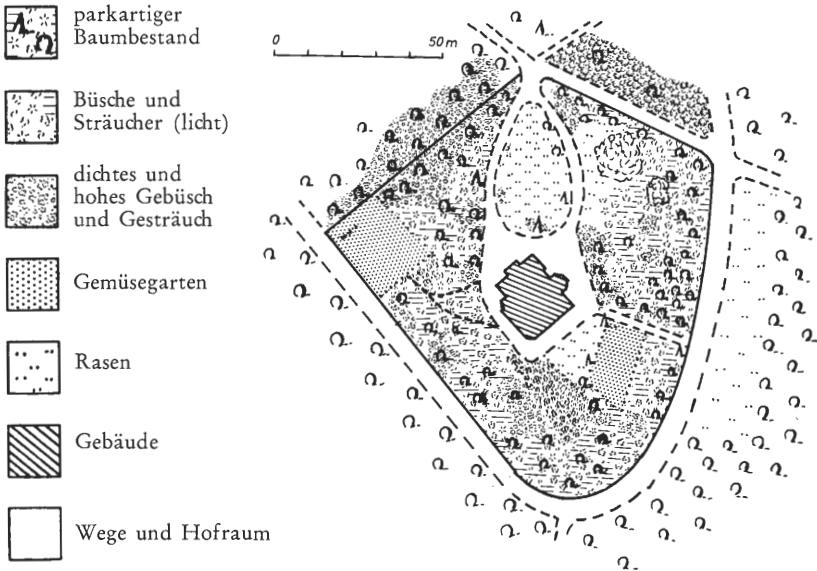 parkartiger
Baumbestand
Büsche und
Sträucher (licht)
dichtes und
hohes Gebüsch
und Gesträuch
Gemüsegarten
Rasen
Gebäude
Wege und Hofraum
0 50 m